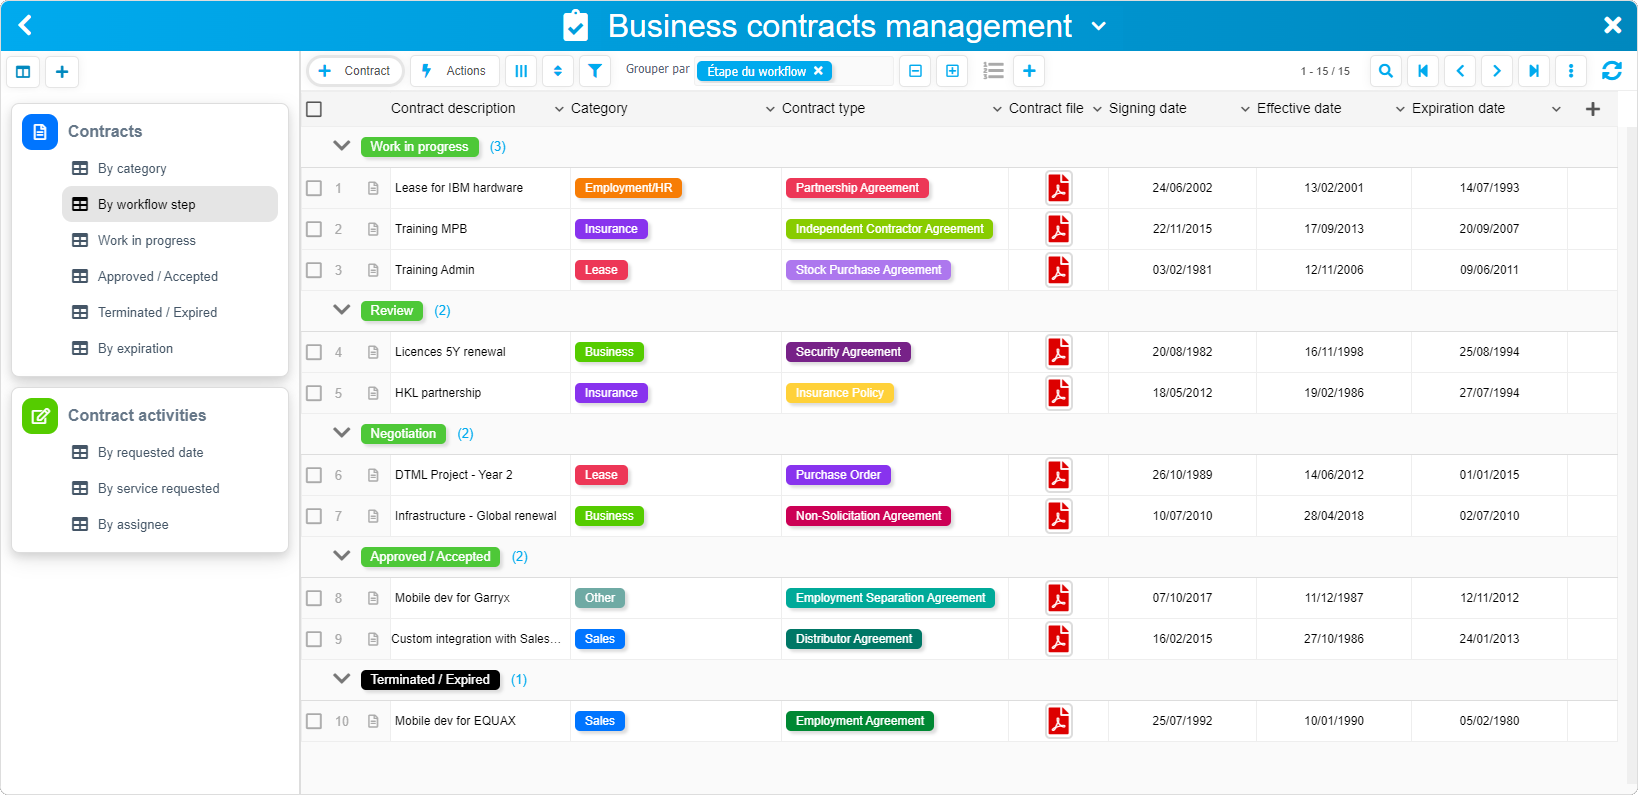 Business contracts management
Contract
Actions
Grouper par
Étape du workflow
1 - 15 / 15
Contracts
By category
By workflow step
Work in progress
Approved / Accepted
Terminated / Expired
By expiration
Contract activities
By requested date
By service requested
By assignee
Contract description Category Contract type Contract file Signing date Effective date Expiration date
Work in progress (3)
1 Lease for IBM hardware Employment/HR Partnership Agreement 24/06/2002 13/02/2001 14/07/1993
2 Training MPB Insurance Independent Contractor Agreement 22/11/2015 17/09/2013 20/09/2007
3 Training Admin Lease Stock Purchase Agreement 03/02/1981 12/11/2006 09/06/2011
Review (2)
4 Licences 5Y renewal Business Security Agreement 20/08/1982 16/11/1998 25/08/1994
5 HKL partnership Insurance Insurance Policy 18/05/2012 19/02/1986 27/07/1994
Negotiation (2)
6 DTML Project - Year 2 Lease Purchase Order 26/10/1989 14/06/2012 01/01/2015
7 Infrastructure - Global renewal Business Non-Solicitation Agreement 10/07/2010 28/04/2018 02/07/2010
Approved / Accepted (2)
8 Mobile dev for Garryx Other Employment Separation Agreement 07/10/2017 11/12/1987 12/11/2012
9 Custom integration with Sales... Sales Distributor Agreement 16/02/2015 27/10/1986 24/01/2013
Terminated / Expired (1)
10 Mobile dev for EQUAX Sales Employment Agreement 25/07/1992 10/01/1990 05/02/1980